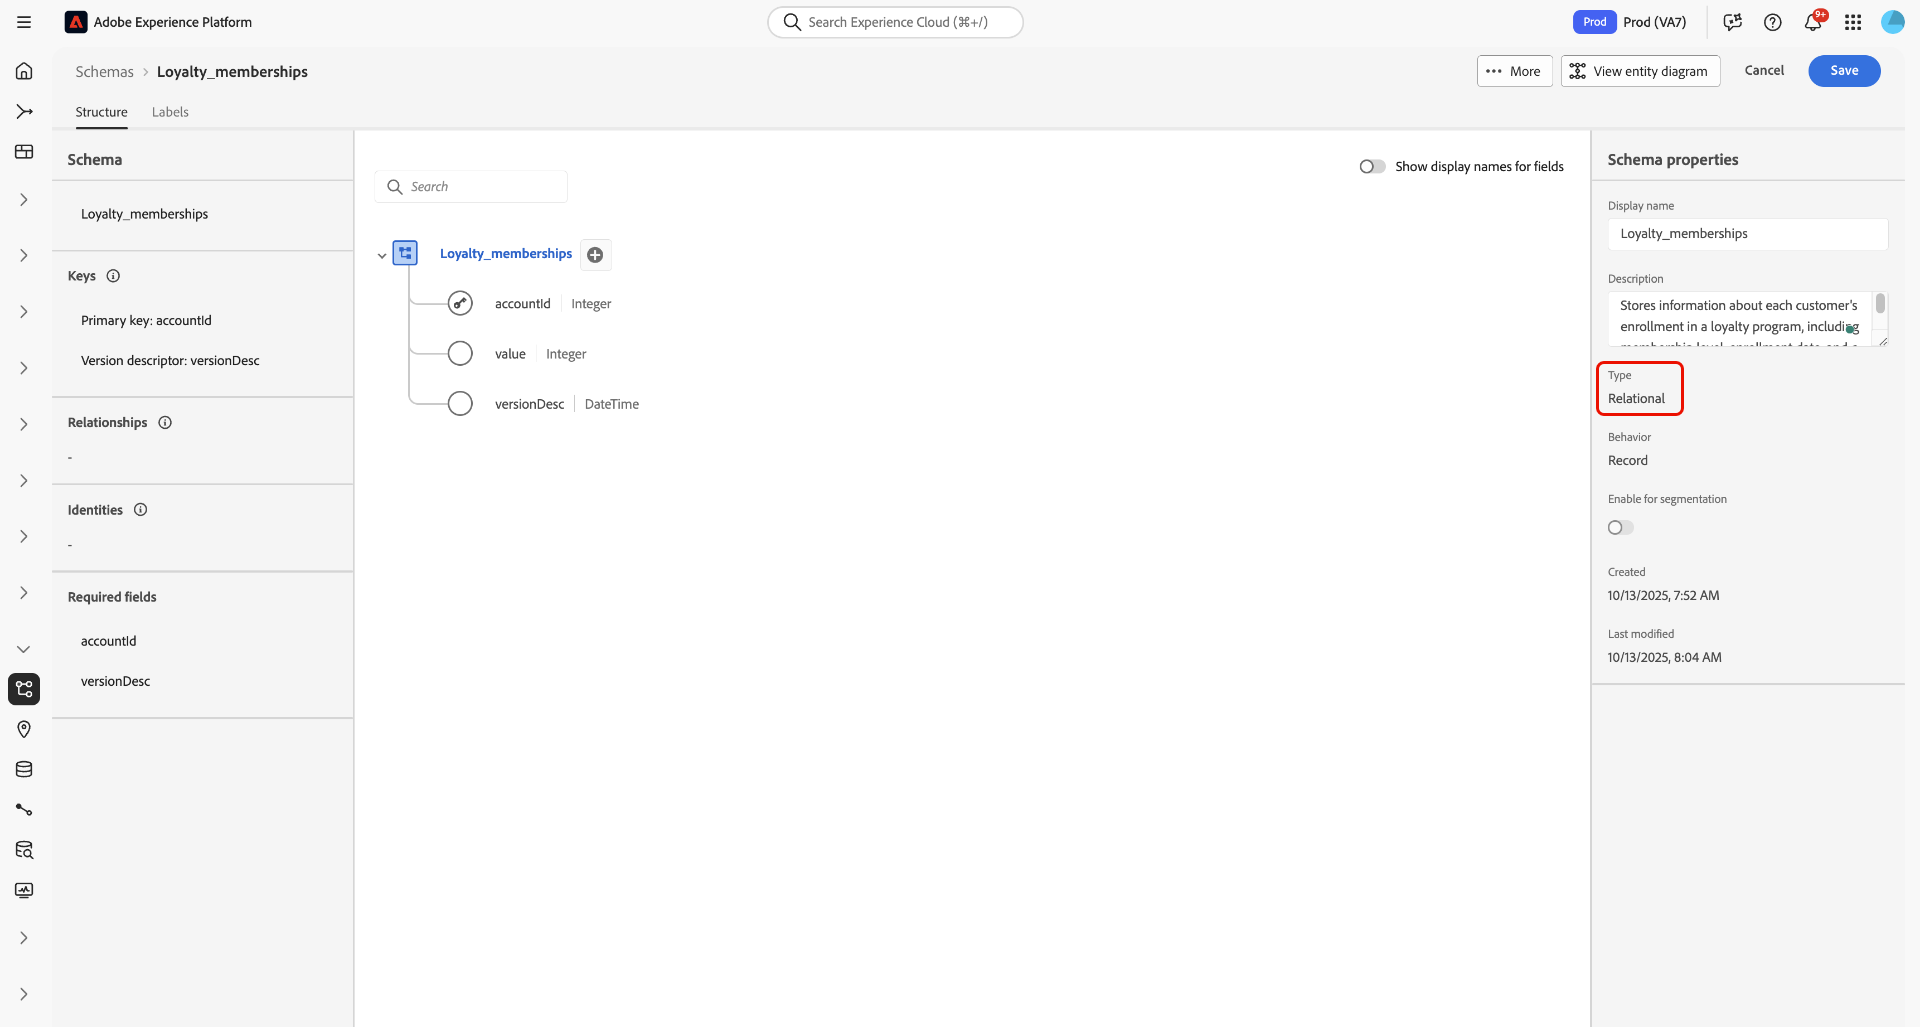 Adobe Experience Platform
Search Experience Cloud (⌘+/)
Prod
Prod (VA7)
9+
Schemas
Loyalty_memberships
More
View entity diagram
Cancel
Save
Structure
Labels
Schema
Loyalty_memberships
Keys
Primary key: accountId
Version descriptor: versionDesc
Relationships
-
Identities
-
Required fields
accountId
versionDesc
Search
Show display names for fields
Loyalty_memberships
accountId
Integer
value
Integer
versionDesc
DateTime
Schema properties
Display name
Loyalty_memberships
Description
Stores information about each customer's
enrollment in a loyalty program, including
Type
Relational
Behavior
Record
Enable for segmentation
Created
10/13/2025, 7:52 AM
Last modified
10/13/2025, 8:04 AM